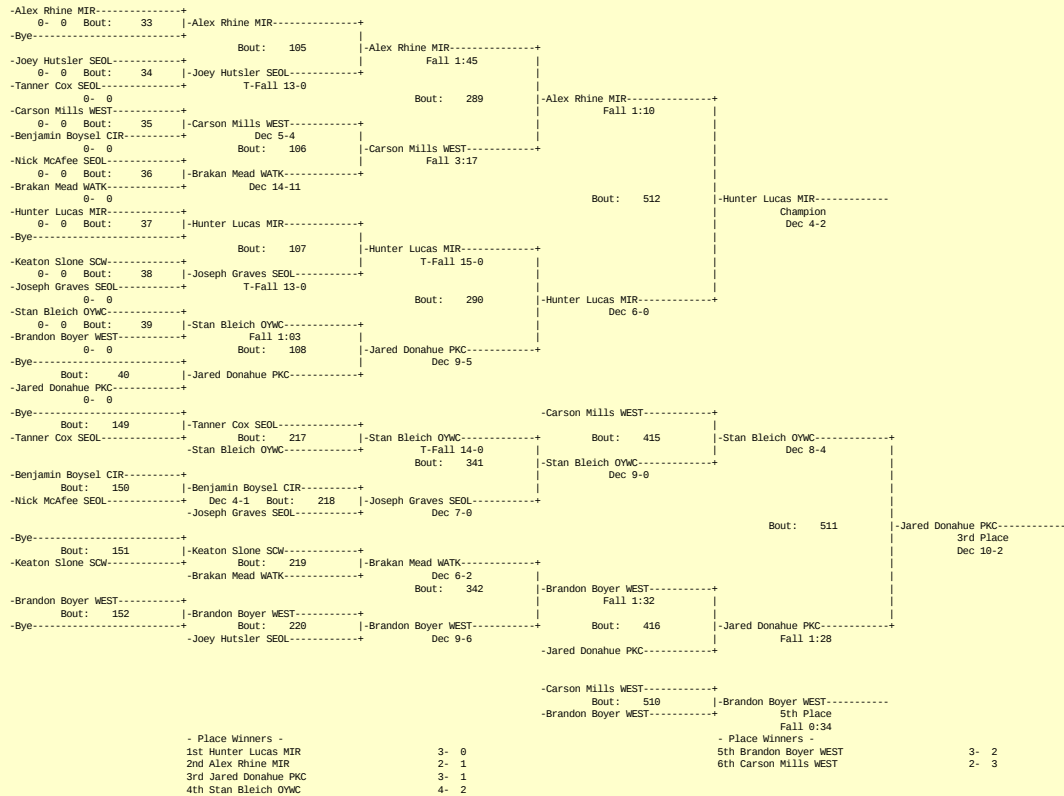 -Alex Rhine MIR---------------+
0-  0   Bout:     33     |-Alex Rhine MIR---------------+
-Bye--------------------------+                              |
Bout:    105          |-Alex Rhine MIR---------------+
-Joey Hutsler SEOL------------+                              |          Fall 1:45          |
0-  0   Bout:     34     |-Joey Hutsler SEOL------------+                              |
-Tanner Cox SEOL--------------+          T-Fall 13-0                                        |
0-  0                                                     Bout:    289          |-Alex Rhine MIR---------------+
-Carson Mills WEST------------+                                                             |          Fall 1:10          |
0-  0   Bout:     35     |-Carson Mills WEST------------+                              |                              |
-Benjamin Boysel CIR----------+            Dec 5-4           |                              |                              |
0-  0                         Bout:    106          |-Carson Mills WEST------------+                              |
-Nick McAfee SEOL-------------+                              |          Fall 3:17                                         |
0-  0   Bout:     36     |-Brakan Mead WATK-------------+                                                             |
-Brakan Mead WATK-------------+           Dec 14-11                                                                        |
0-  0                                                                                    Bout:    512          |-Hunter Lucas MIR-------------
-Hunter Lucas MIR-------------+                                                                                            |          Champion
0-  0   Bout:     37     |-Hunter Lucas MIR-------------+                                                             |           Dec 4-2
-Bye--------------------------+                              |                                                             |
Bout:    107          |-Hunter Lucas MIR-------------+                              |
-Keaton Slone SCW-------------+                              |         T-Fall 15-0          |                              |
0-  0   Bout:     38     |-Joseph Graves SEOL-----------+                              |                              |
-Joseph Graves SEOL-----------+          T-Fall 13-0                                        |                              |
0-  0                                                     Bout:    290          |-Hunter Lucas MIR-------------+
-Stan Bleich OYWC-------------+                                                             |           Dec 6-0
0-  0   Bout:     39     |-Stan Bleich OYWC-------------+                              |
-Brandon Boyer WEST-----------+           Fall 1:03          |                              |
0-  0                         Bout:    108          |-Jared Donahue PKC------------+
-Bye--------------------------+                              |           Dec 9-5
Bout:     40          |-Jared Donahue PKC------------+
-Jared Donahue PKC------------+
0-  0
-Bye--------------------------+                                                             -Carson Mills WEST------------+
Bout:    149          |-Tanner Cox SEOL--------------+                                                             |
-Tanner Cox SEOL--------------+         Bout:    217          |-Stan Bleich OYWC-------------+         Bout:    415          |-Stan Bleich OYWC-------------+
-Stan Bleich OYWC-------------+         T-Fall 14-0          |                              |           Dec 8-4            |
Bout:    341          |-Stan Bleich OYWC-------------+                              |
-Benjamin Boysel CIR----------+                                                             |           Dec 9-0                                          |
Bout:    150          |-Benjamin Boysel CIR----------+                              |                                                            |
-Nick McAfee SEOL-------------+    Dec 4-1   Bout:    218     |-Joseph Graves SEOL-----------+                                                            |
-Joseph Graves SEOL-----------+           Dec 7-0                                                                         |
Bout:    511          |-Jared Donahue PKC------------
-Bye--------------------------+                                                                                                                           |          3rd Place
Bout:    151          |-Keaton Slone SCW-------------+                                                                                            |          Dec 10-2
-Keaton Slone SCW-------------+         Bout:    219          |-Brakan Mead WATK-------------+                                                            |
-Brakan Mead WATK-------------+           Dec 6-2            |                                                            |
Bout:    342          |-Brandon Boyer WEST-----------+                              |
-Brandon Boyer WEST-----------+                                                             |          Fall 1:32           |                              |
Bout:    152          |-Brandon Boyer WEST-----------+                              |                              |                              |
-Bye--------------------------+         Bout:    220          |-Brandon Boyer WEST-----------+         Bout:    416          |-Jared Donahue PKC------------+
-Joey Hutsler SEOL------------+           Dec 9-6                                           |          Fall 1:28
-Jared Donahue PKC------------+
-Carson Mills WEST------------+
Bout:    510          |-Brandon Boyer WEST-----------
-Brandon Boyer WEST-----------+          5th Place
Fall 0:34
- Place Winners -                                                                          - Place Winners -
1st Hunter Lucas MIR                        3-  0                                          5th Brandon Boyer WEST                     3-  2
2nd Alex Rhine MIR                          2-  1                                          6th Carson Mills WEST                      2-  3
3rd Jared Donahue PKC                       3-  1
4th Stan Bleich OYWC                        4-  2